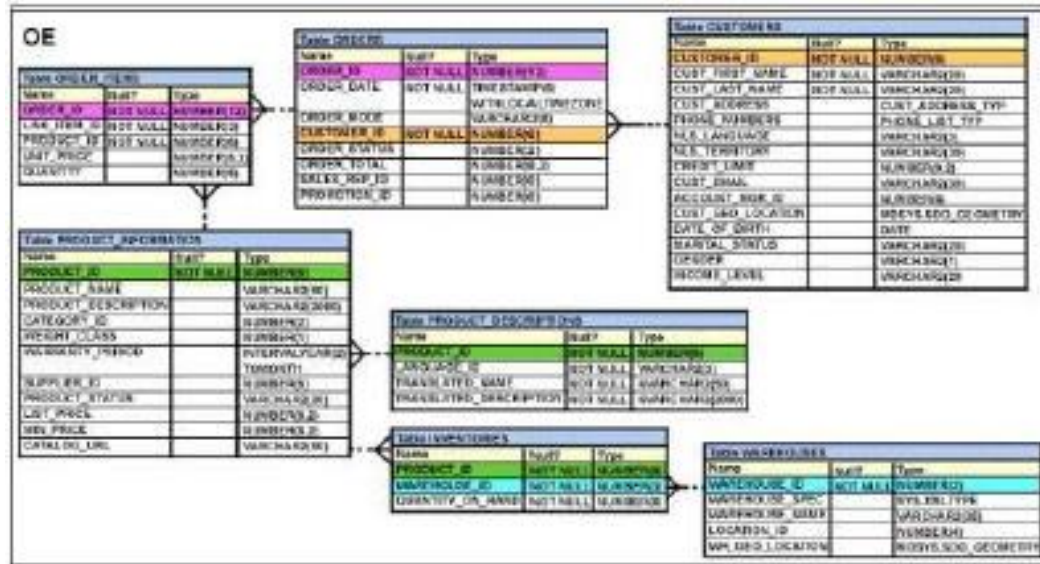 OE
Table ORDER_ITEMS
Name Null? Type
ORDER_ID NOT NULL NUMBER(12)
LINE_ITEM_ID NOT NULL NUMBER(3)
PRODUCT_ID NOT NULL NUMBER(6)
UNIT_PRICE NUMBER(8,2)
QUANTITY NUMBER(8)
Table ORDERS
Name Null? Type
ORDER_ID NOT NULL NUMBER(12)
ORDER_DATE NOT NULL TIMESTAMP(6)
WITH LOCAL TIMEZONE
ORDER_MODE VARCHAR2(8)
CUSTOMER_ID NOT NULL NUMBER(6)
ORDER_STATUS NUMBER(2)
ORDER_TOTAL NUMBER(8,2)
SALES_REP_ID NUMBER(6)
PROMOTION_ID NUMBER(6)
Table CUSTOMERS
Name Null? Type
CUSTOMER_ID NOT NULL NUMBER(6)
CUST_FIRST_NAME NOT NULL VARCHAR2(20)
CUST_LAST_NAME NOT NULL VARCHAR2(20)
CUST_ADDRESS CUST_ADDRESS_TYP
PHONE_NUMBERS PHONE_LIST_TYP
NLS_LANGUAGE VARCHAR2(3)
NLS_TERRITORY VARCHAR2(30)
CREDIT_LIMIT NUMBER(9,2)
CUST_EMAIL VARCHAR2(30)
ACCOUNT_MGR_ID NUMBER(6)
CUST_GEO_LOCATION MDSYS.SDO_GEOMETRY
DATE_OF_BIRTH DATE
MARITAL_STATUS VARCHAR2(20)
GENDER VARCHAR2(1)
INCOME_LEVEL VARCHAR2(20
Table PRODUCT_INFORMATION
Name Null? Type
PRODUCT_ID NOT NULL NUMBER(6)
PRODUCT_NAME VARCHAR2(50)
PRODUCT_DESCRIPTION VARCHAR2(2000)
CATEGORY_ID NUMBER(2)
WEIGHT_CLASS NUMBER(1)
WARRANTY_PERIOD INTERVALYEAR(2)
TOMONTH
SUPPLIER_ID NUMBER(6)
PRODUCT_STATUS VARCHAR2(20)
LIST_PRICE NUMBER(8,2)
MIN_PRICE NUMBER(8,2)
CATALOG_URL VARCHAR2(50)
Table PRODUCT_DESCRIPTIONS
Name Null? Type
PRODUCT_ID NOT NULL NUMBER(6)
LANGUAGE_ID NOT NULL VARCHAR2(3)
TRANSLATED_NAME NOT NULL NVARCHAR2(50)
TRANSLATED_DESCRIPTION NOT NULL NVARCHAR2(2000)
Table INVENTORIES
Name Null? Type
PRODUCT_ID NOT NULL NUMBER(6)
WAREHOUSE_ID NOT NULL NUMBER(3)
QUANTITY_ON_HAND NOT NULL NUMBER(8)
Table WAREHOUSES
Name Null? Type
WAREHOUSE_ID NOT NULL NUMBER(3)
WAREHOUSE_SPEC SYS.XMLTYPE
WAREHOUSE_NAME VARCHAR2(35)
LOCATION_ID NUMBER(4)
WH_GEO_LOCATION MDSYS.SDO_GEOMETRY